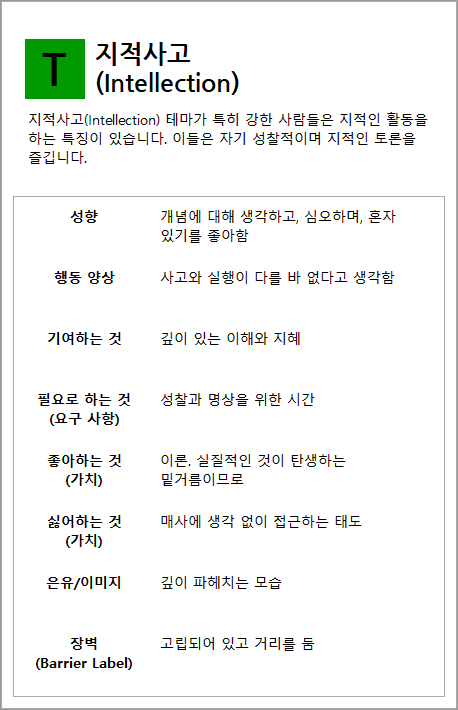 T
지적사고
(Intellection)
지적사고(Intellection) 테마가 특히 강한 사람들은 지적인 활동을
하는 특징이 있습니다. 이들은 자기 성찰적이며 지적인 토론을
즐깁니다.
성향
개념에 대해 생각하고, 심오하며, 혼자
있기를 좋아함
행동 양상
사고와 실행이 다를 바 없다고 생각함
기여하는 것
깊이 있는 이해와 지혜
필요로 하는 것
(요구 사항)
성찰과 명상을 위한 시간
좋아하는 것
(가치)
이론. 실질적인 것이 탄생하는
밑거름이므로
싫어하는 것
(가치)
매사에 생각 없이 접근하는 태도
은유/이미지
깊이 파헤치는 모습
장벽
(Barrier Label)
고립되어 있고 거리를 둠